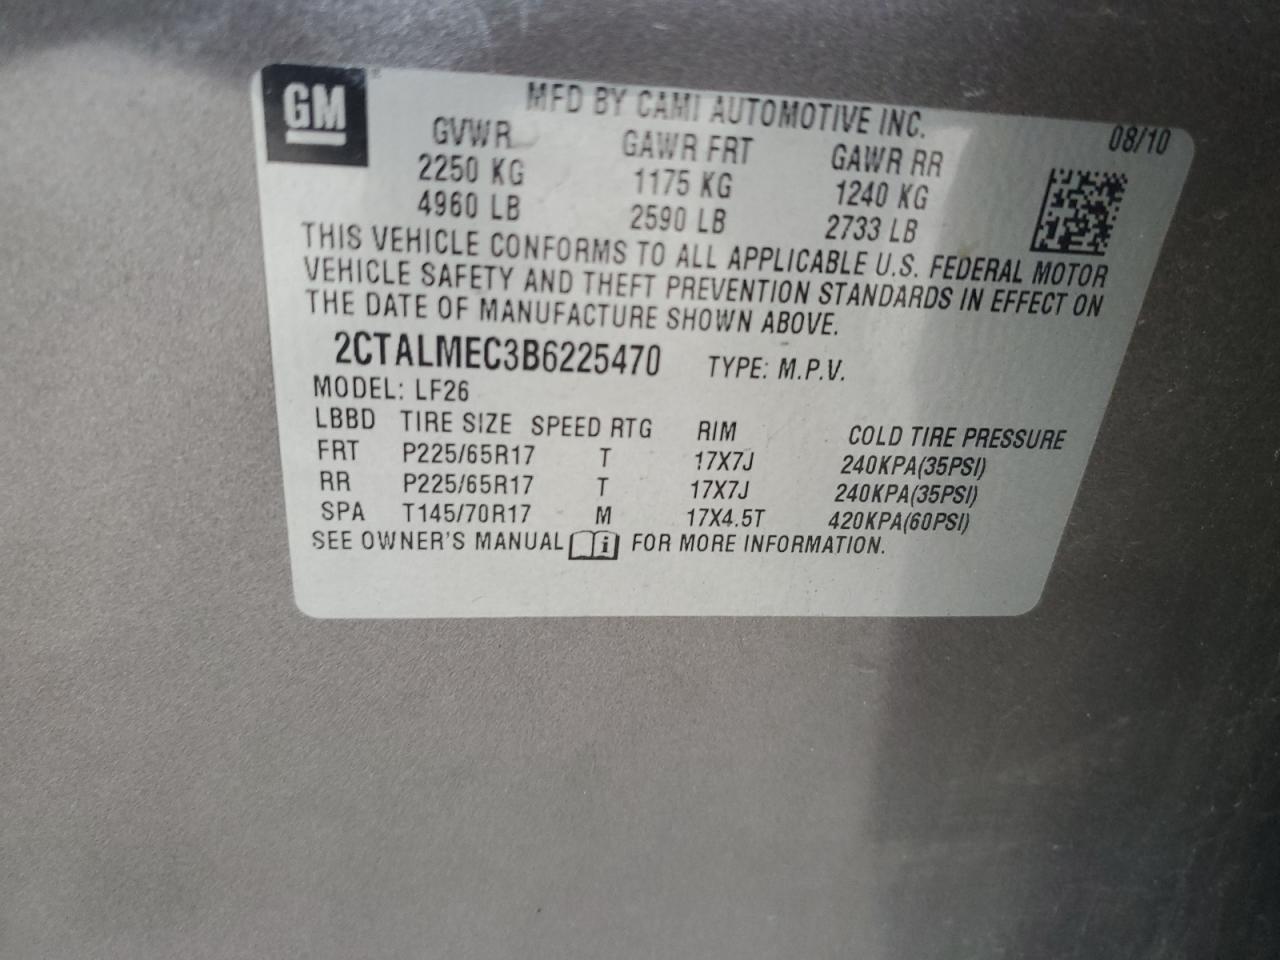 GM
MFD BY CAMI AUTOMOTIVE INC.
08/10
GVWR GAWR FRT GAWR RR
2250 KG 1175 KG 1240 KG
4960 LB 2590 LB 2733 LB
THIS VEHICLE CONFORMS TO ALL APPLICABLE U.S. FEDERAL MOTOR
VEHICLE SAFETY AND THEFT PREVENTION STANDARDS IN EFFECT ON
THE DATE OF MANUFACTURE SHOWN ABOVE.
2CTALMEC3B6225470 TYPE: M.P.V.
MODEL: LF26
LBBD TIRE SIZE SPEED RTG RIM COLD TIRE PRESSURE
FRT P225/65R17 T 17X7J 240KPA(35PSI)
RR P225/65R17 T 17X7J 240KPA(35PSI)
SPA T145/70R17 M 17X4.5T 420KPA(60PSI)
SEE OWNER'S MANUAL i FOR MORE INFORMATION.